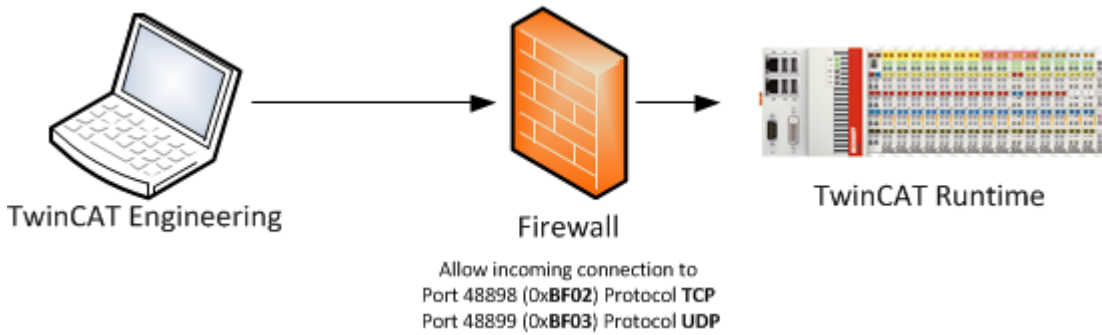 TwinCAT Engineering
Firewall
Allow incoming connection to
Port 48898 (0xBF02) Protocol TCP
Port 48899 (0xBF03) Protocol UDP
TwinCAT Runtime